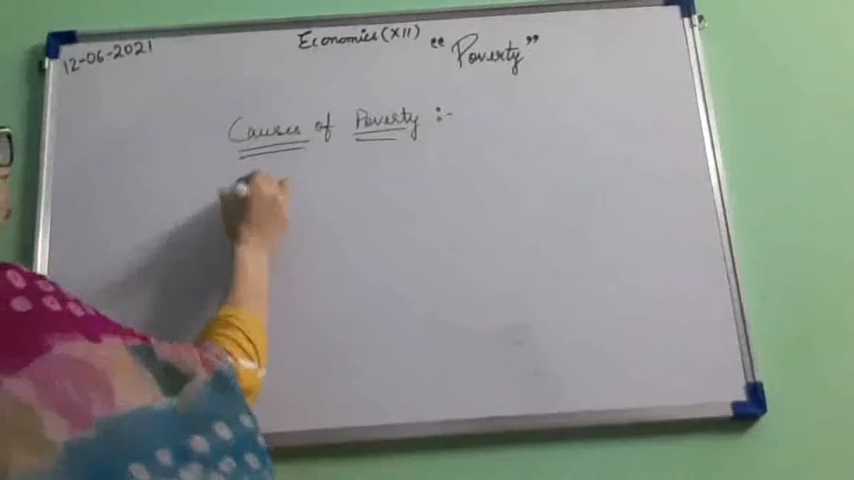 12-06-2021
Economics (XII) "Poverty"
Causes of Poverty :-